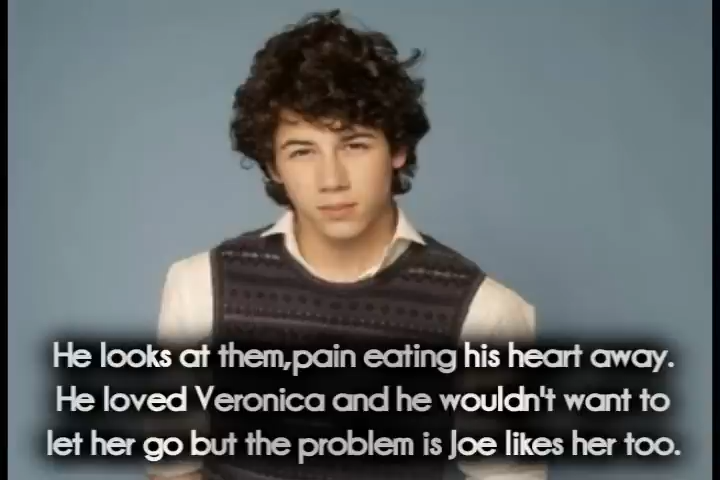 He looks at them,pain eating his heart away.
He loved Veronica and he wouldn't want to
let her go but the problem is Joe likes her too.